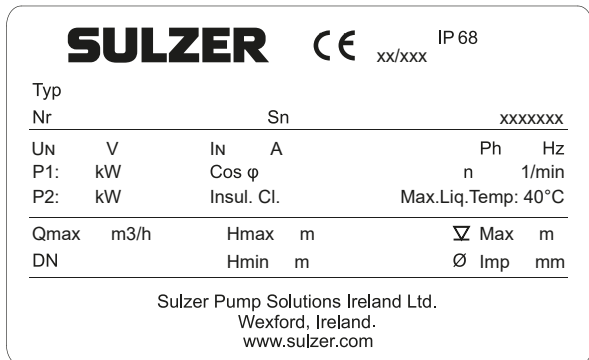 SULZER CE xx/xxx IP 68
Typ
Nr Sn xxxxxxx
UN V IN A Ph Hz
P1: kW Cos φ n 1/min
P2: kW Insul. Cl. Max.Liq.Temp: 40°C
Qmax m3/h Hmax m Max m
DN Hmin m Ø Imp mm
Sulzer Pump Solutions Ireland Ltd.
Wexford, Ireland.
www.sulzer.com